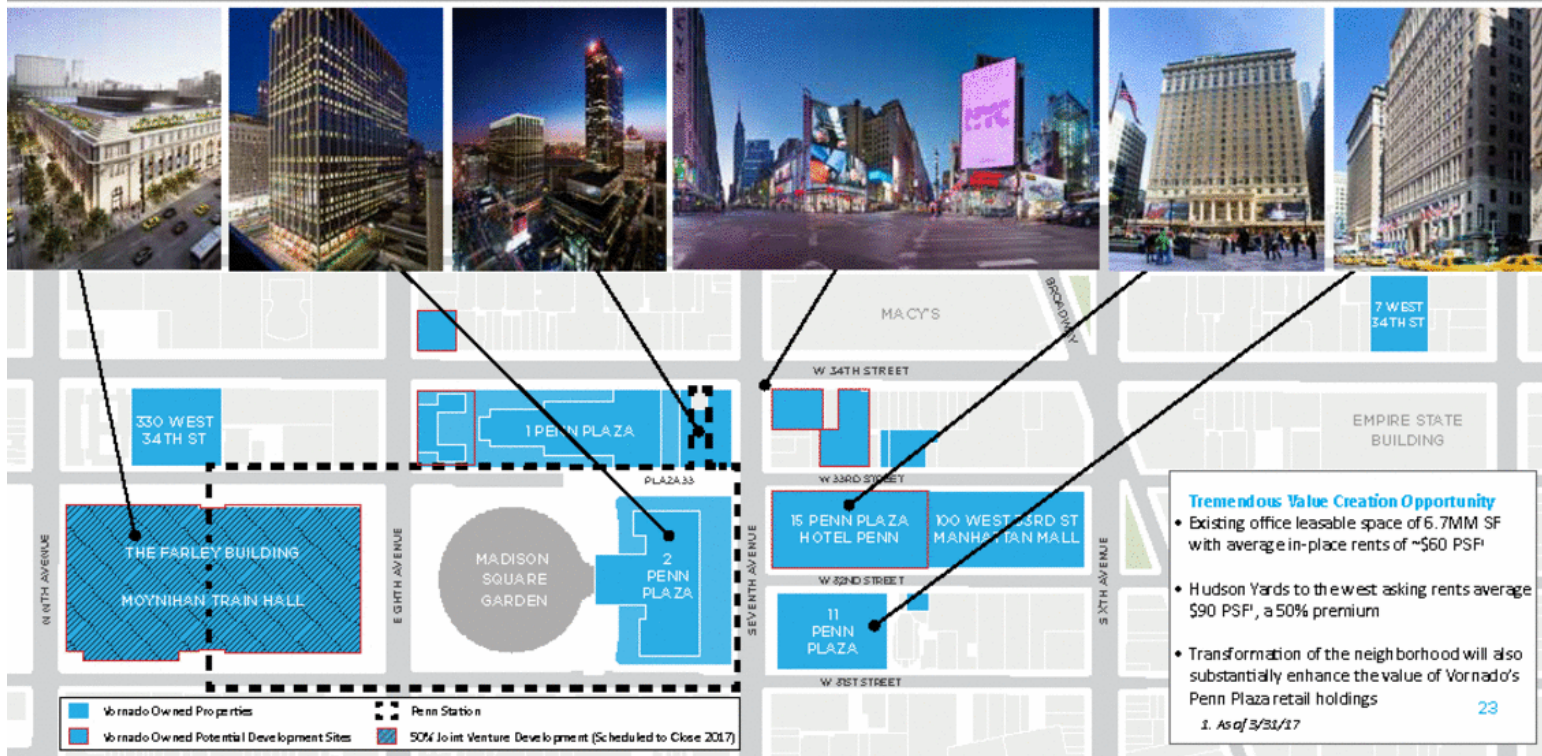 MACY'S
BROADWAY
7 WEST
34TH ST
W 34TH STREET
330 WEST
34TH ST
1 PENN PLAZA
EMPIRE STATE
BUILDING
PLAZA 33
W 33RD STREET
15 PENN PLAZA
HOTEL PENN
100 WEST 33RD ST
MANHATTAN MALL
THE FARLEY BUILDING
MOYNIHAN TRAIN HALL
MADISON
SQUARE
GARDEN
2
PENN
PLAZA
NINTH AVENUE
EIGHTH AVENUE
SEVENTH AVENUE
SIXTH AVENUE
W 32ND STREET
11
PENN
PLAZA
W 31ST STREET
Tremendous Value Creation Opportunity
• Existing office leasable space of 6.7MM SF
with average in-place rents of ~$60 PSF¹
• Hudson Yards to the west asking rents average
$90 PSF¹, a 50% premium
• Transformation of the neighborhood will also
substantially enhance the value of Vornado's
Penn Plaza retail holdings
1. As of 3/31/17
23
Vornado Owned Properties
Penn Station
Vornado Owned Potential Development Sites
50% Joint Venture Development (Scheduled to Close 2017)